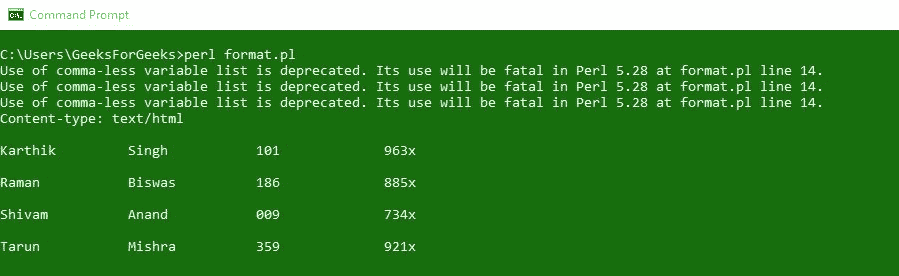 Command Prompt
C:\Users\GeeksForGeeks>perl format.pl
Use of comma-less variable list is deprecated. Its use will be fatal in Perl 5.28 at format.pl line 14.
Use of comma-less variable list is deprecated. Its use will be fatal in Perl 5.28 at format.pl line 14.
Use of comma-less variable list is deprecated. Its use will be fatal in Perl 5.28 at format.pl line 14.
Content-type: text/html
Karthik Singh 101 963x
Raman Biswas 186 885x
Shivam Anand 009 734x
Tarun Mishra 359 921x